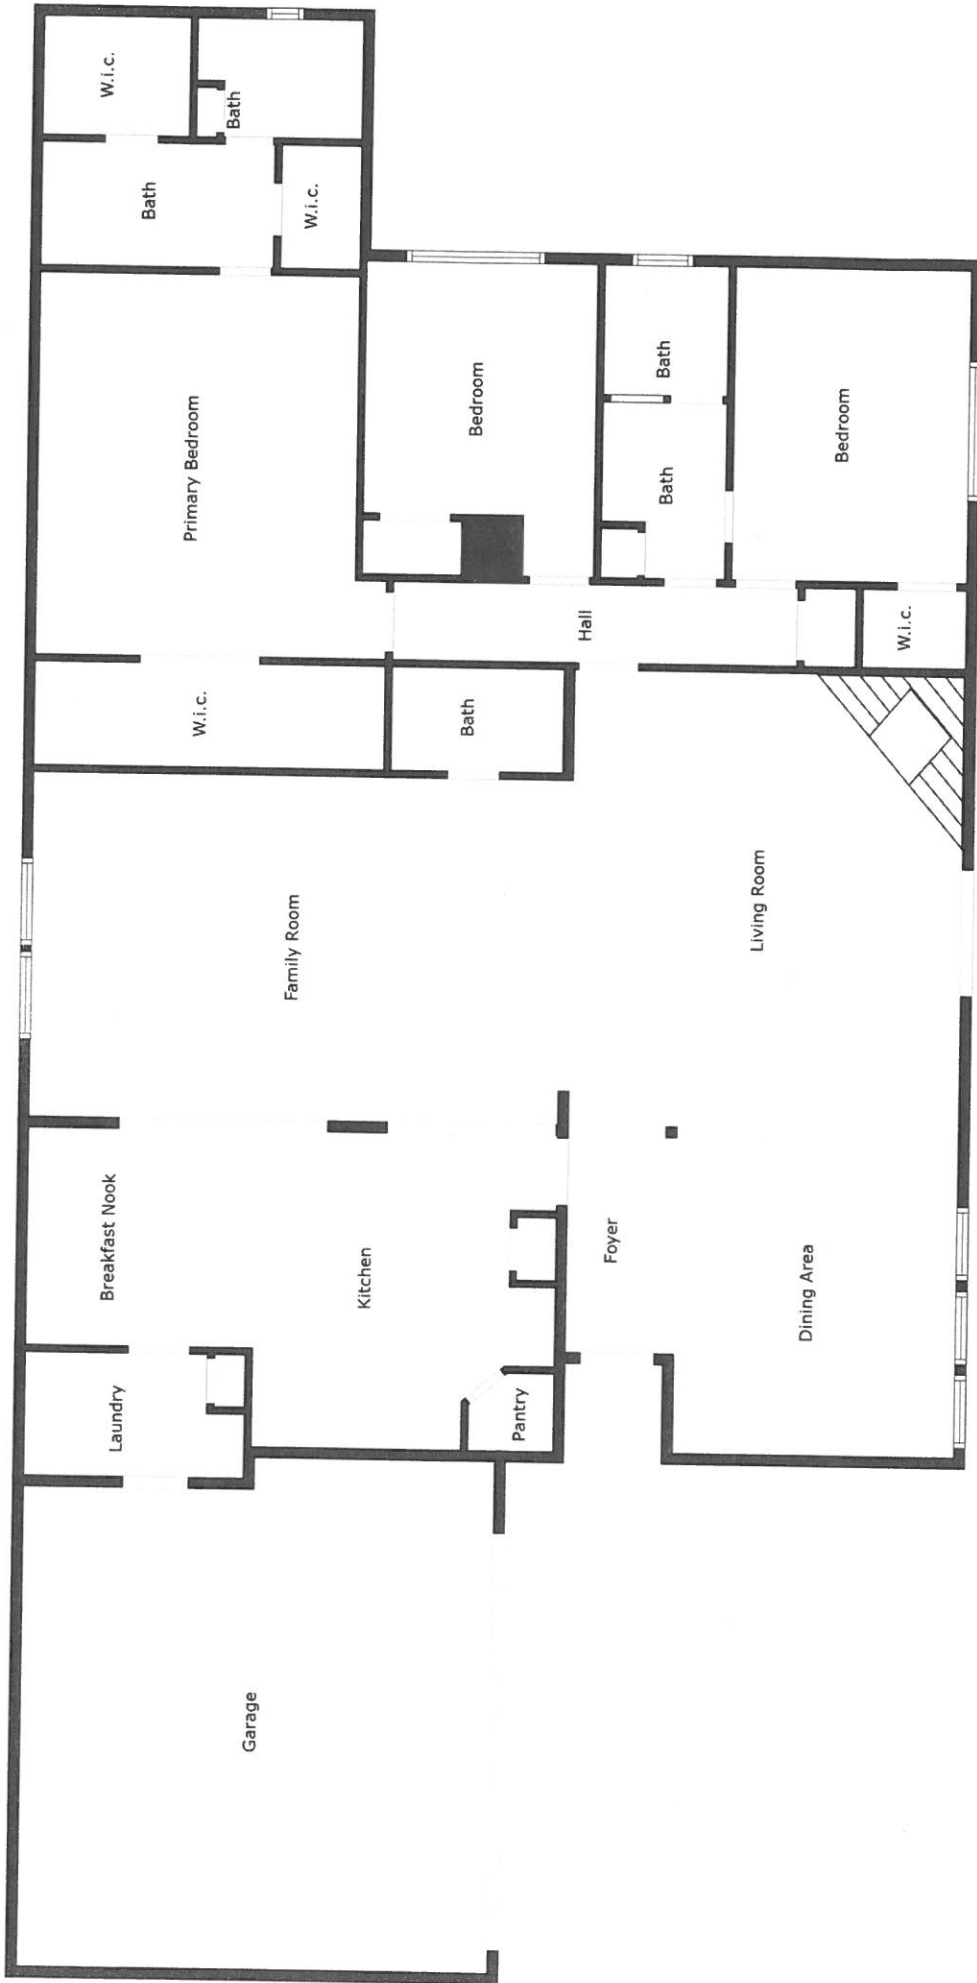 W.i.c.
Bath
Bath
W.i.c.
Primary Bedroom
Bedroom
Bath
Bath
Bedroom
Hall
W.i.c.
W.i.c.
Bath
Family Room
Living Room
Breakfast Nook
Kitchen
Foyer
Dining Area
Laundry
Pantry
Garage